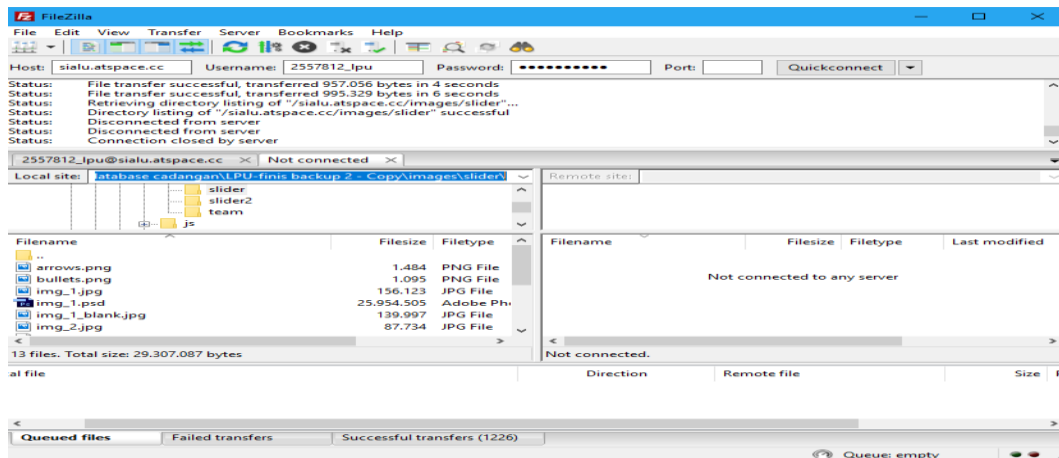 FileZilla
File Edit View Transfer Server Bookmarks Help
Host: sialu.atspace.cc Username: 2557812_lpu Password: •••••••••• Port: Quickconnect
Status: File transfer successful, transferred 957.056 bytes in 4 seconds
Status: File transfer successful, transferred 995.329 bytes in 6 seconds
Status: Retrieving directory listing of "/sialu.atspace.cc/images/slider"...
Status: Directory listing of "/sialu.atspace.cc/images/slider" successful
Status: Disconnected from server
Status: Disconnected from server
Status: Connection closed by server
2557812_lpu@sialu.atspace.cc Not connected
Local site: atabase cadangan\LPU-finis backup 2 - Copy\images\slider\ Remote site:
slider
slider2
team
js
Filename Filesize Filetype Filename Filesize Filetype Last modified
..
arrows.png 1.484 PNG File
bullets.png 1.095 PNG File
Not connected to any server
img_1.jpg 156.123 JPG File
img_1.psd 25.954.505 Adobe Ph
img_1_blank.jpg 139.997 JPG File
img_2.jpg 87.734 JPG File
13 files. Total size: 29.307.087 bytes Not connected.
al file Direction Remote file Size
Queued files Failed transfers Successful transfers (1226)
Queue: empty